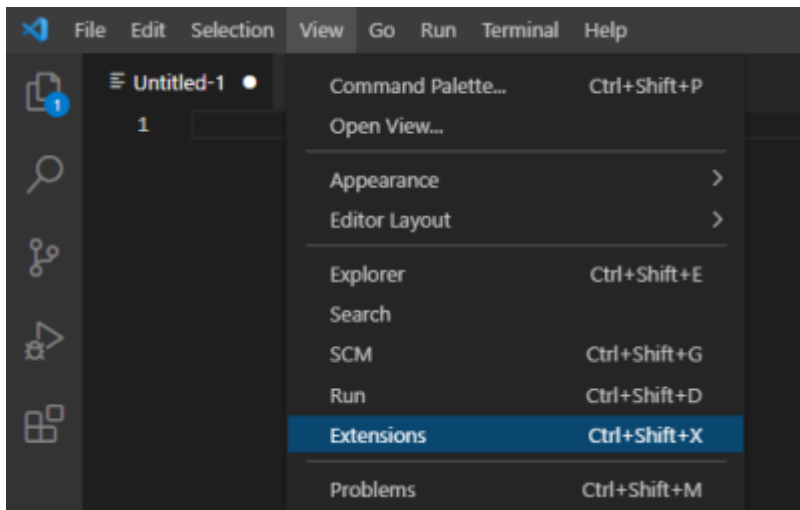 File Edit Selection View Go Run Terminal Help
Untitled-1
1
1
Command Palette... Ctrl+Shift+P
Open View...
Appearance
Editor Layout
Explorer Ctrl+Shift+E
Search
SCM Ctrl+Shift+G
Run Ctrl+Shift+D
Extensions Ctrl+Shift+X
Problems Ctrl+Shift+M